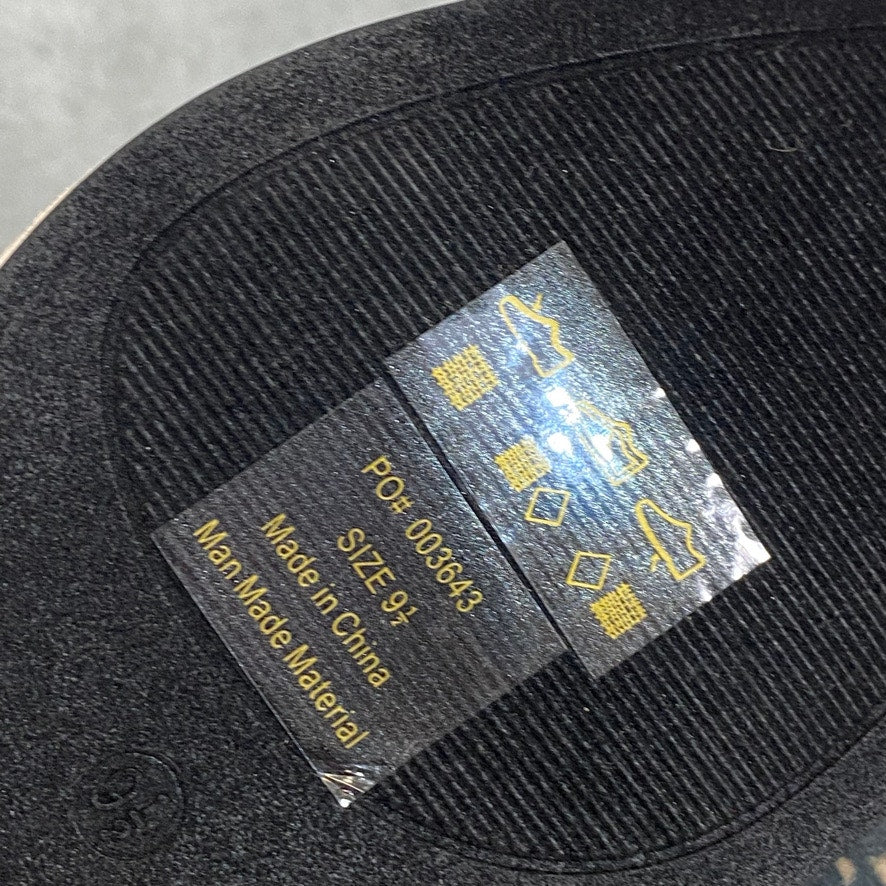 PO# 003643
SIZE 9½
Made in China
Man Made Material